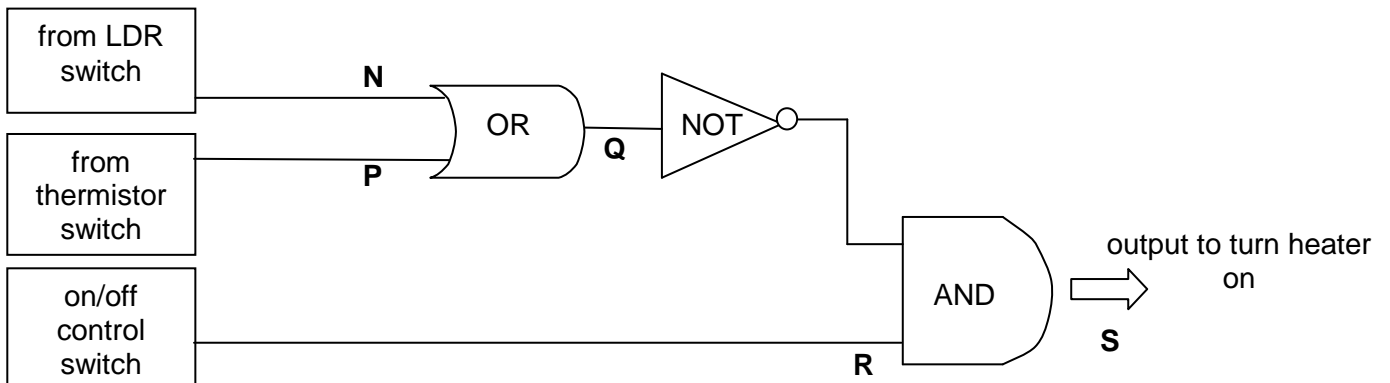 from LDR
switch
N
OR
NOT
Q
from
thermistor
switch
P
on/off
control
switch
R
AND
output to turn heater
on
S